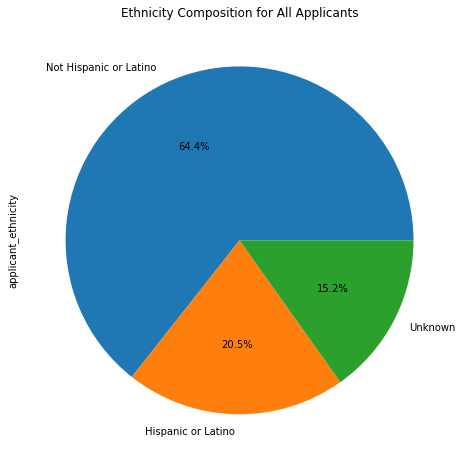 Ethnicity Composition for All Applicants
Not Hispanic or Latino
64.4%
applicant_ethnicity
15.2%
Unknown
20.5%
Hispanic or Latino